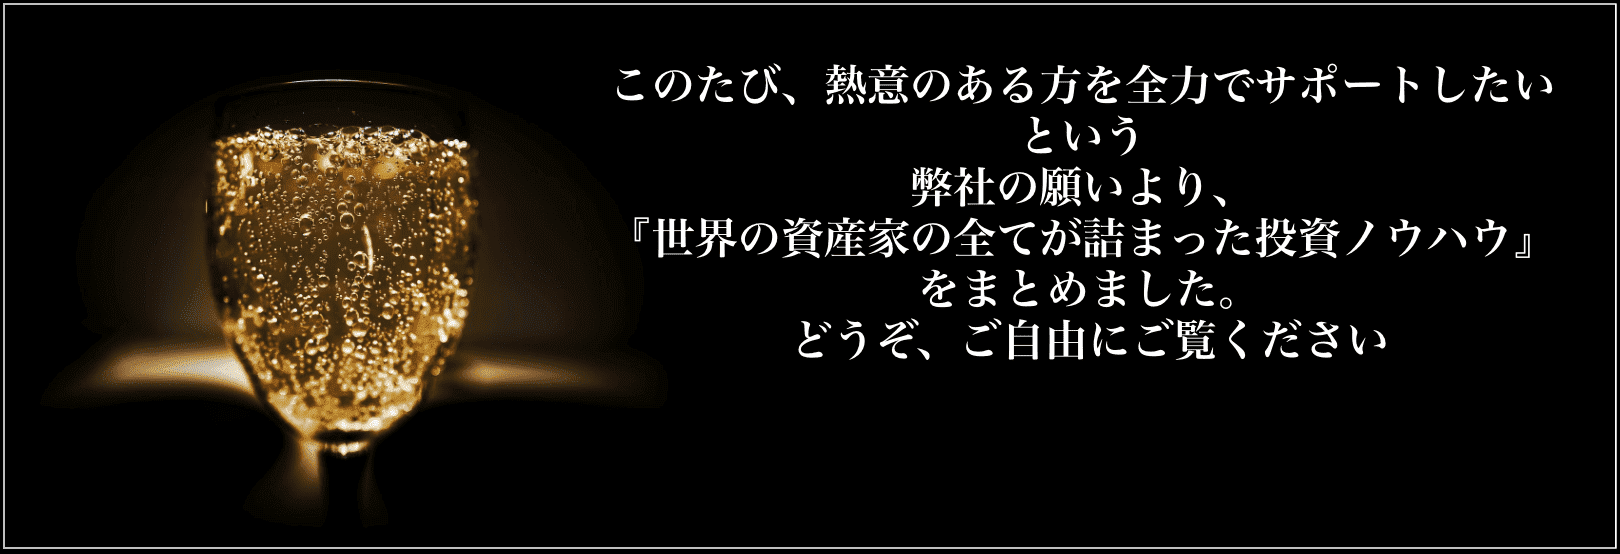 このたび、熱意のある方を全力でサポートしたい
という
弊社の願いより、
『世界の資産家の全てが詰まった投資ノウハウ』
をまとめました。
どうぞ、ご自由にご覧ください